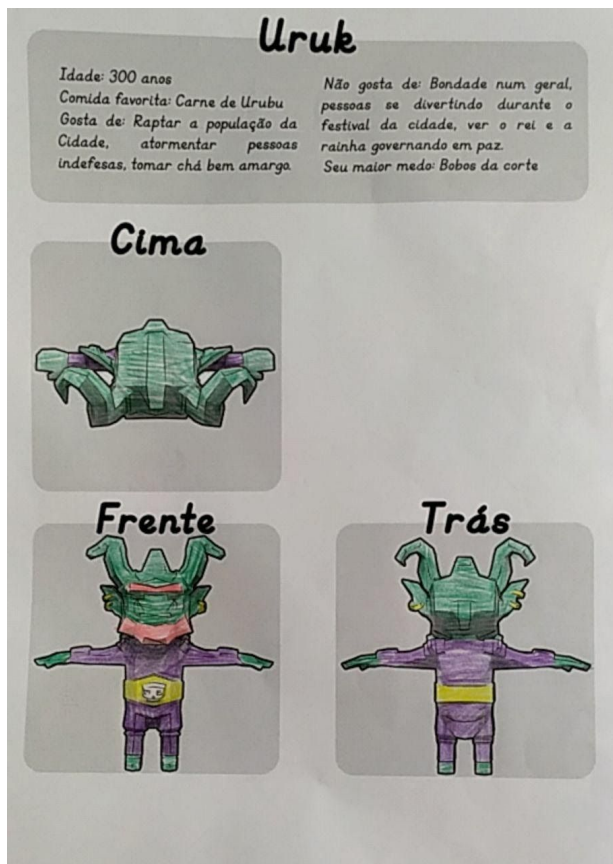 Uruk
Idade: 300 anos
Comida favorita: Carne de Urubu
Gosta de: Raptar a população da
Cidade, atormentar pessoas
indefesas, tomar chá bem amargo.
Não gosta de: Bondade num geral,
pessoas se divertindo durante o
festival da cidade, ver o rei e a
rainha governando em paz.
Seu maior medo: Bobos da corte
Cima
Frente
Trás